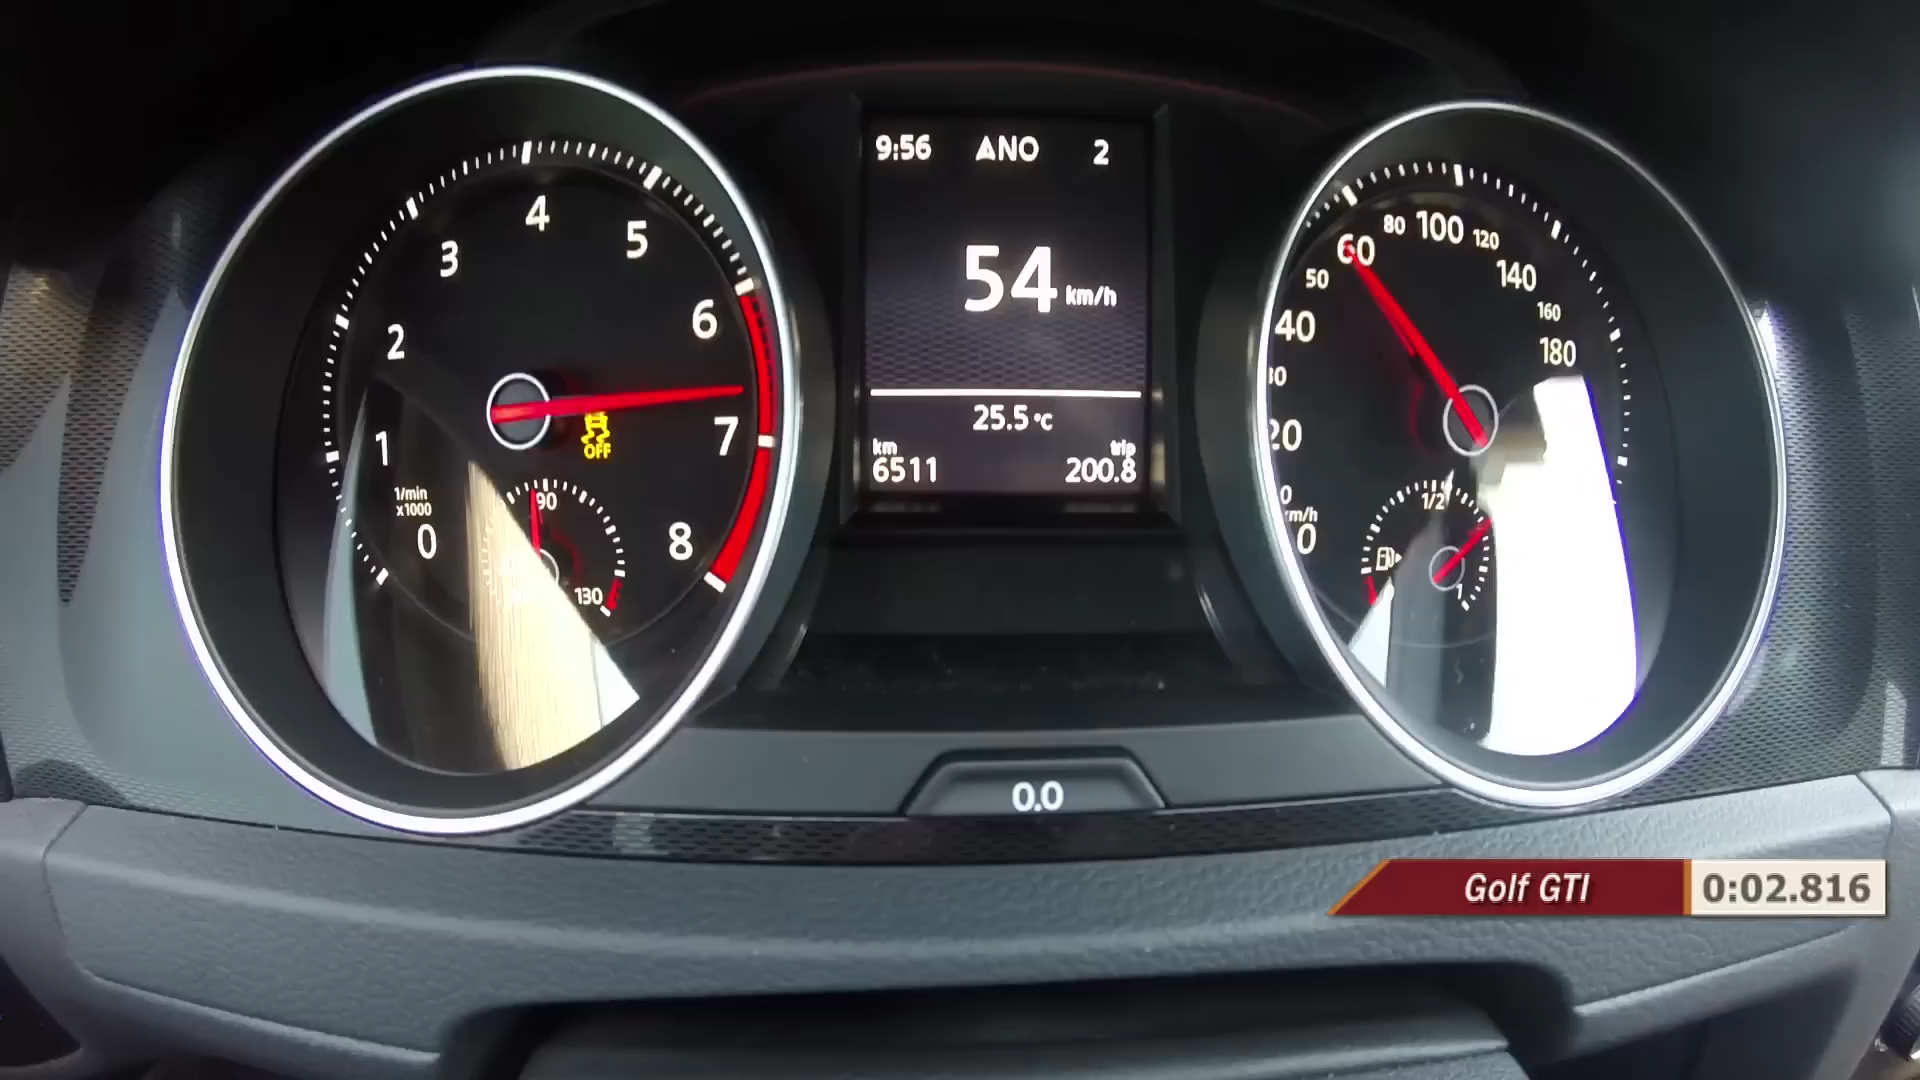 9:56 ANO 2
54 km/h
25.5 °C
km trip
6511 200.8
0.0
0 1 2 3 4 5 6 7 8
1/min
x1000
OFF
90
130
0 20 40 50 60 80 100 120 140 160 180
1/2
1
Golf GTI 0:02.816